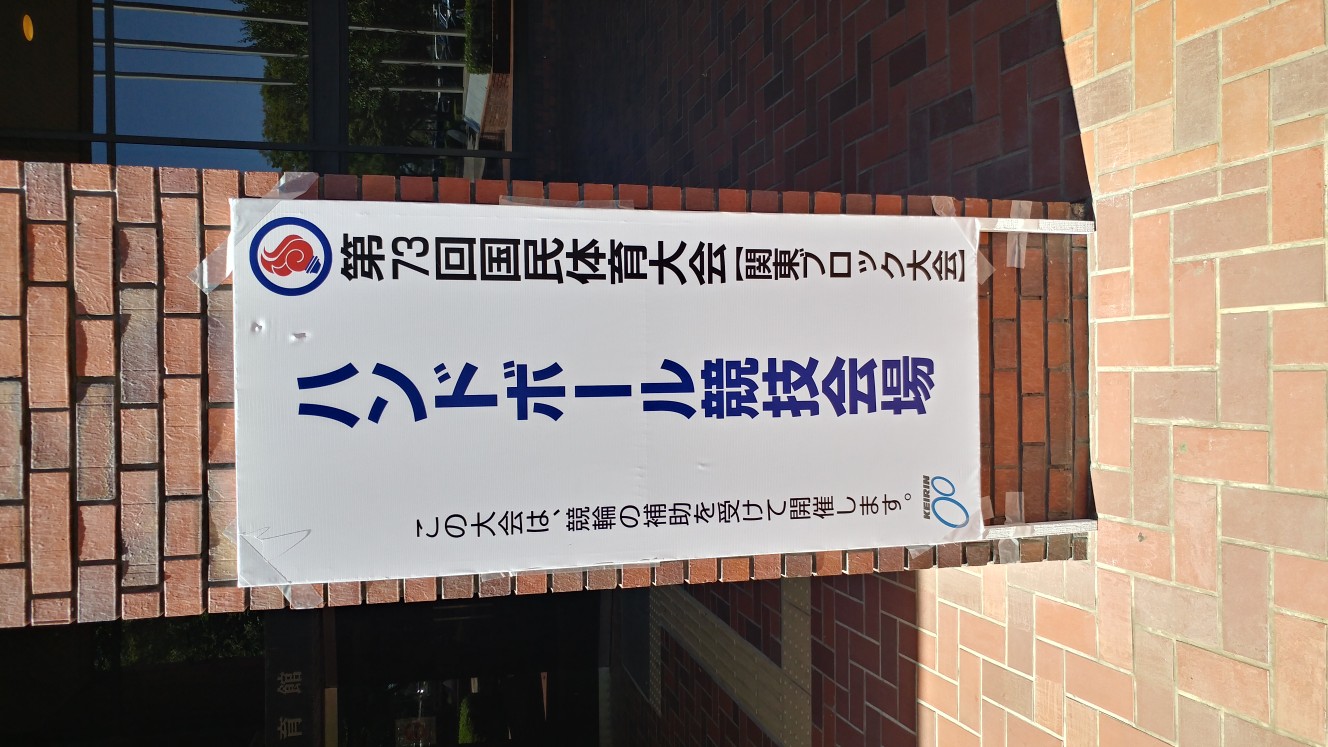 第73回国民体育大会【関東ブロック大会】
ハンドボール競技会場
この大会は、競輪の補助を受けて開催します。
KEIRIN
育館